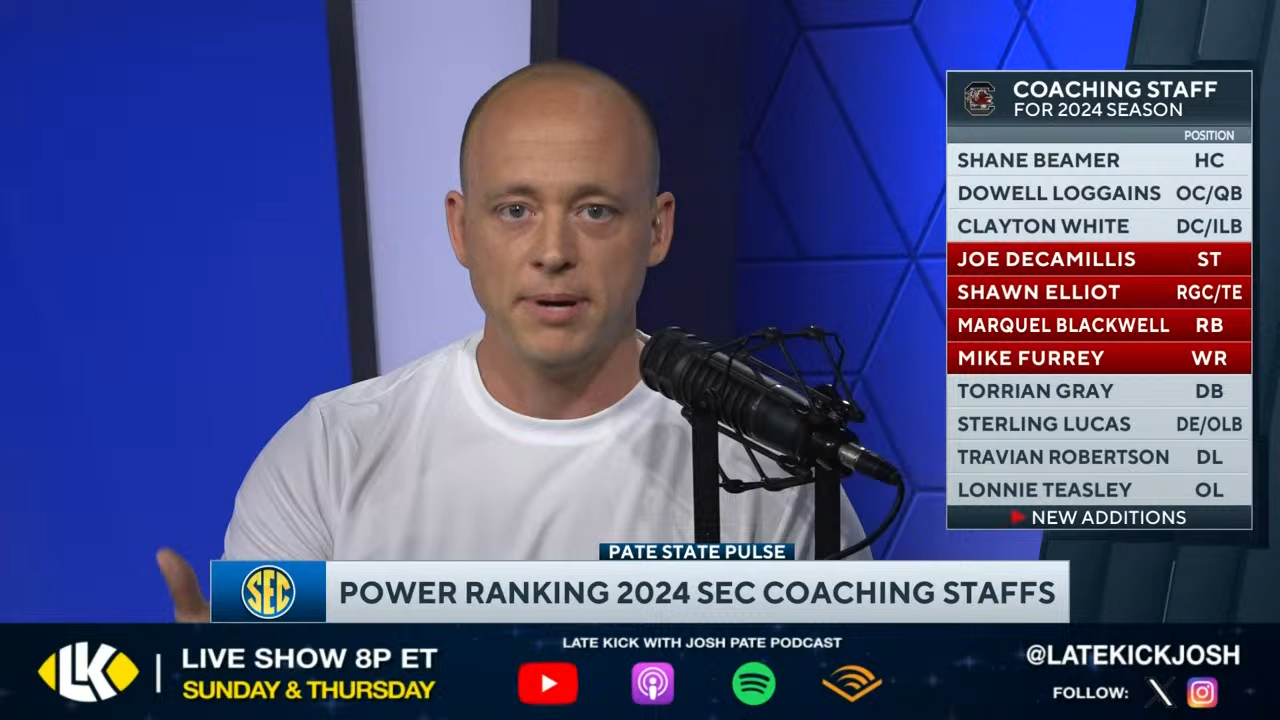 COACHING STAFF
FOR 2024 SEASON
POSITION
SHANE BEAMER HC
DOWELL LOGGAINS OC/QB
CLAYTON WHITE DC/ILB
JOE DECAMILLIS ST
SHAWN ELLIOT RGC/TE
MARQUEL BLACKWELL RB
MIKE FURREY WR
TORRIAN GRAY DB
STERLING LUCAS DE/OLB
TRAVIAN ROBERTSON DL
LONNIE TEASLEY OL
NEW ADDITIONS
PATE STATE PULSE
SEC POWER RANKING 2024 SEC COACHING STAFFS
LATE KICK WITH JOSH PATE PODCAST
LK LIVE SHOW 8P ET
SUNDAY & THURSDAY
@LATEKICKJOSH
FOLLOW: